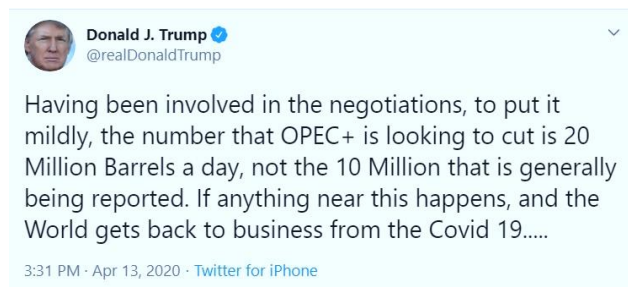 Donald J. Trump
@realDonaldTrump
Having been involved in the negotiations, to put it
mildly, the number that OPEC+ is looking to cut is 20
Million Barrels a day, not the 10 Million that is generally
being reported. If anything near this happens, and the
World gets back to business from the Covid 19.....
3:31 PM · Apr 13, 2020 · Twitter for iPhone